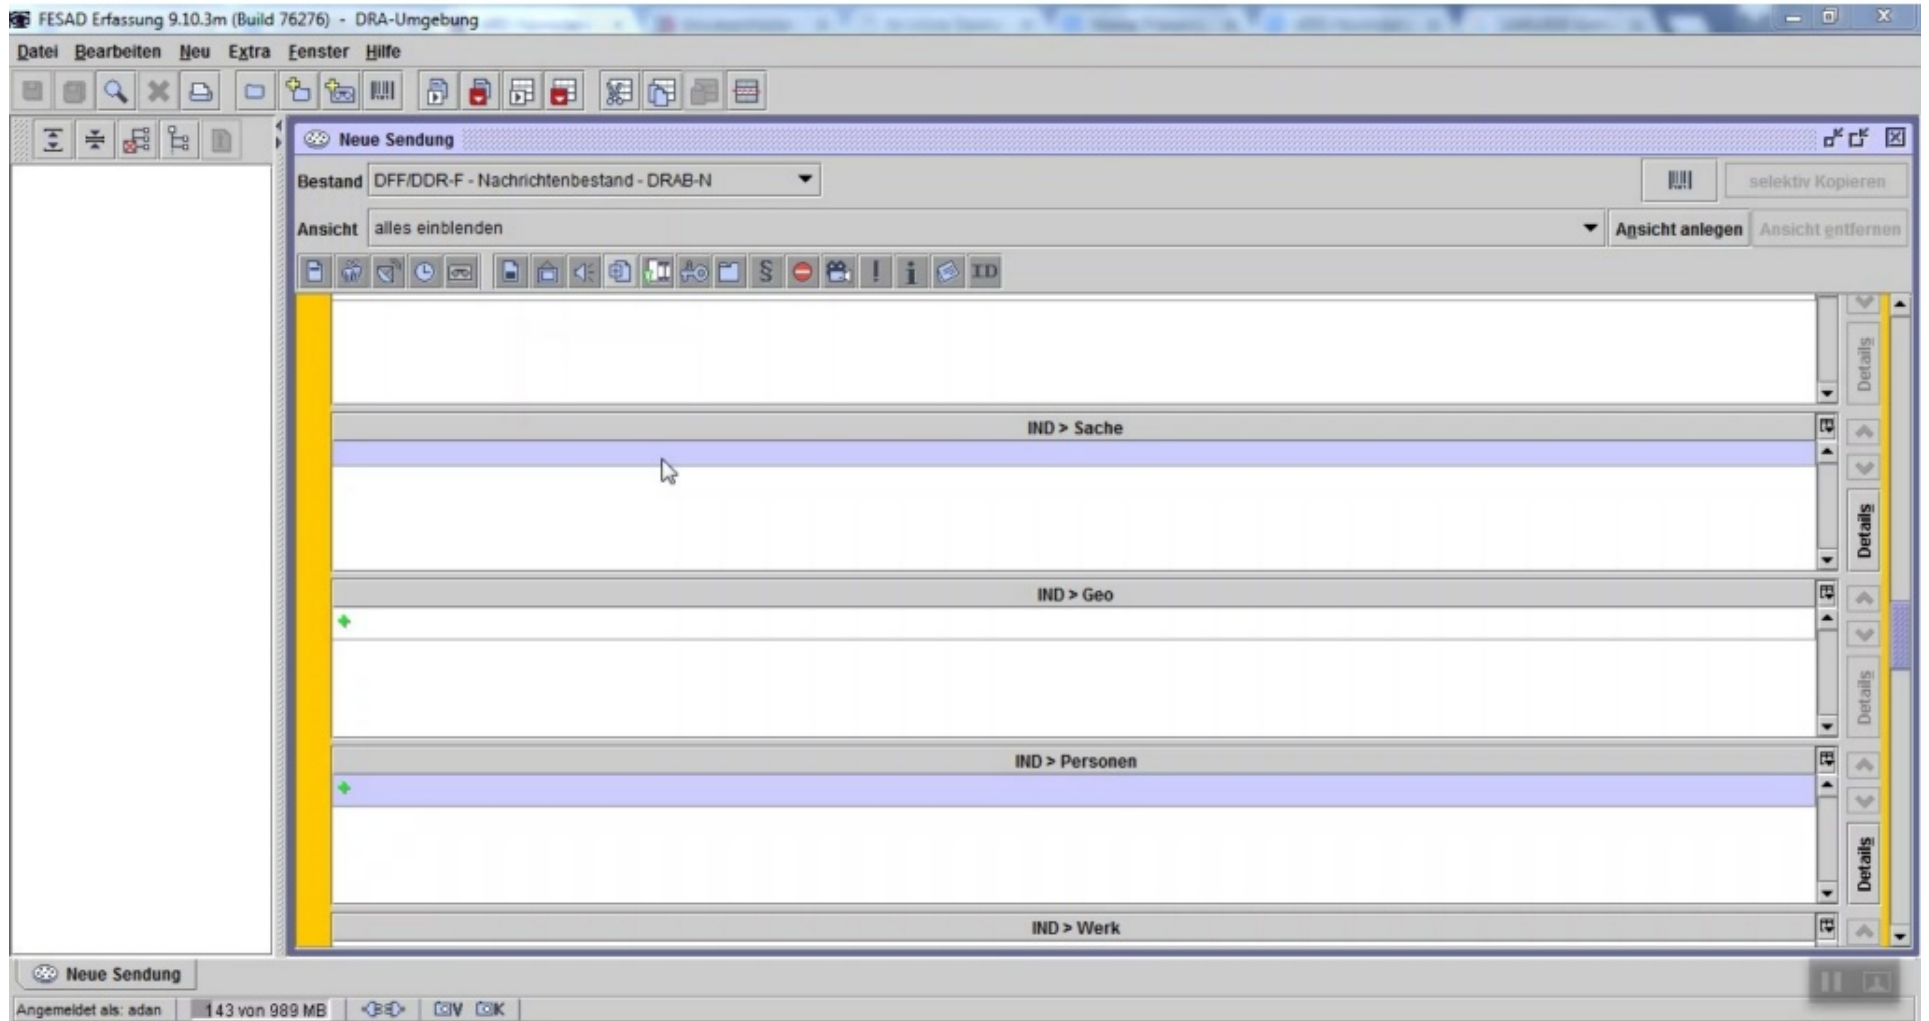 FESAD Erfassung 9.10.3m (Build 76276) - DRA-Umgebung
Datei Bearbeiten Neu Extra Fenster Hilfe
Neue Sendung
Bestand DFF/DDR-F - Nachrichtenbestand - DRAB-N selektiv Kopieren
Ansicht alles einblenden Ansicht anlegen Ansicht entfernen
§ ! i ID
Details
IND > Sache
Details
IND > Geo
Details
IND > Personen
Details
IND > Werk
Neue Sendung
Angemeldet als: adan 143 von 989 MB V K